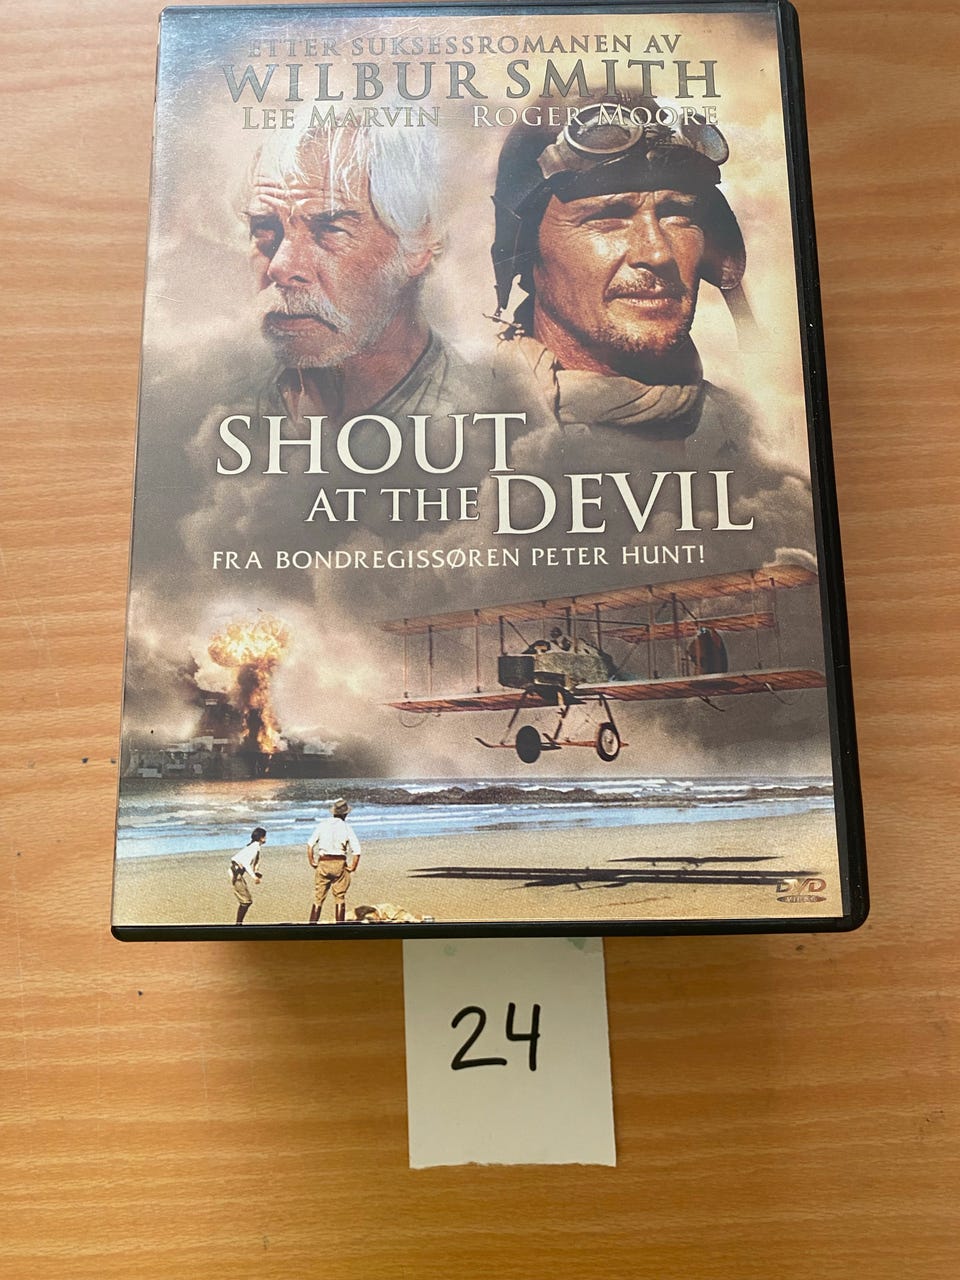 ETTER SUKSESSROMANEN AV
WILBUR SMITH
LEE MARVIN ROGER MOORE
SHOUT
AT THE DEVIL
FRA BONDREGISSØREN PETER HUNT!
DVD
VIDEO
24